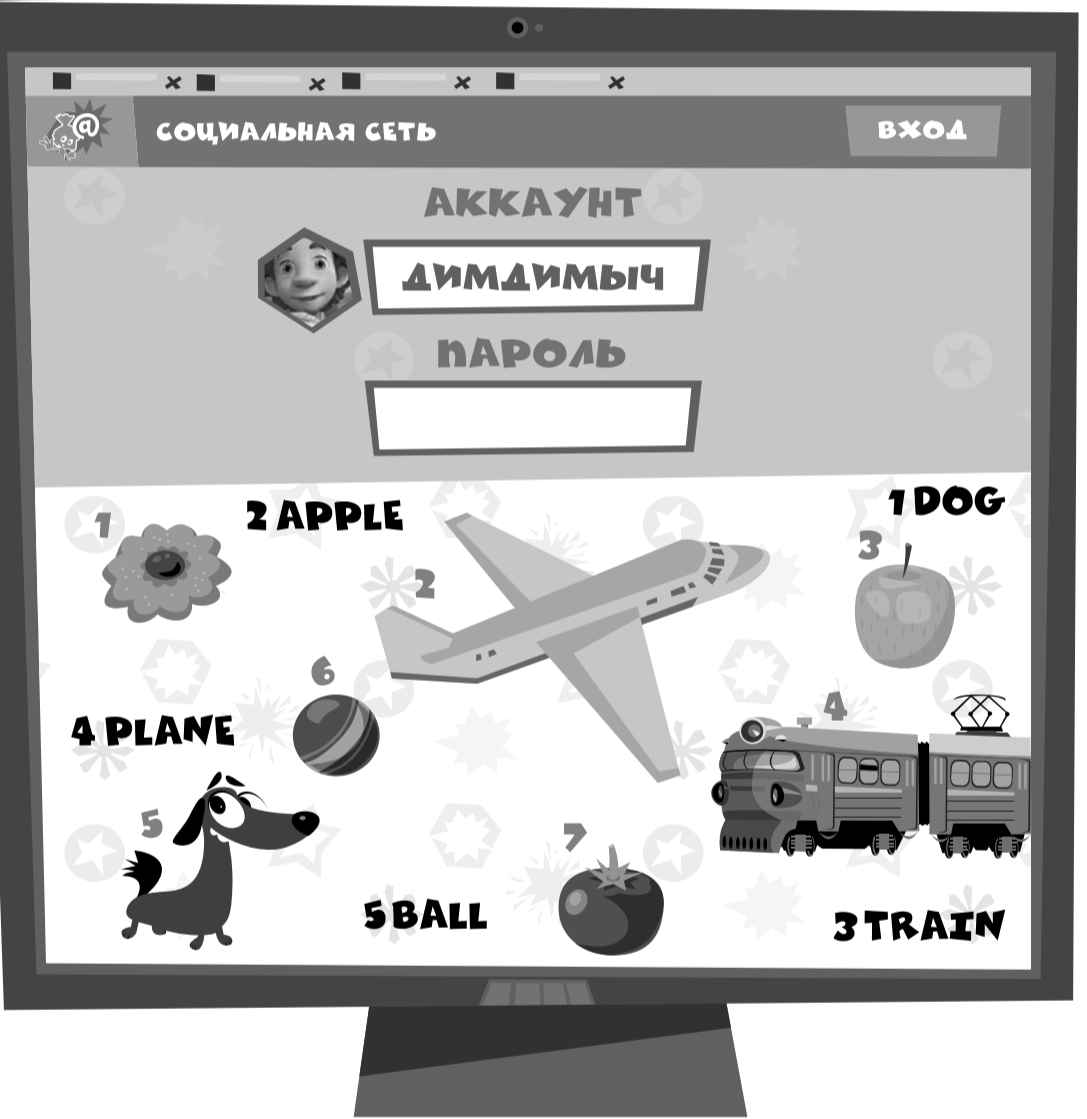 СОЦИАЛЬНАЯ СЕТЬ
ВХОД
АККАУНТ
ДИМДИМЫЧ
ПАРОЛЬ
1
2 APPLE
1 DOG
2
3
6
4 PLANE
4
5
7
5 BALL
3 TRAIN